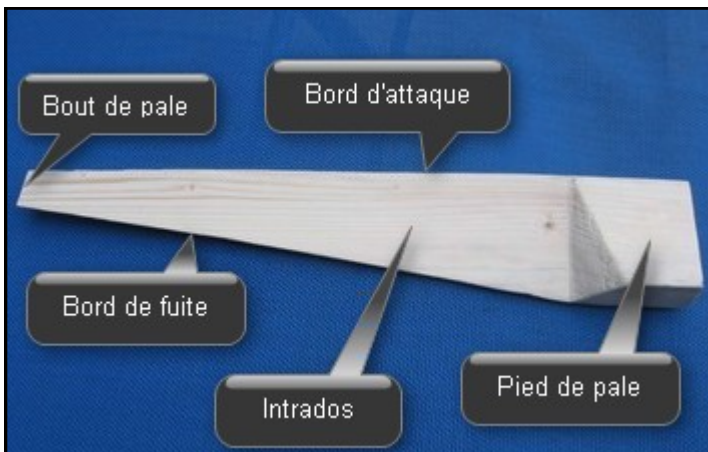 Bout de pale
Bord d'attaque
Bord de fuite
Intrados
Pied de pale